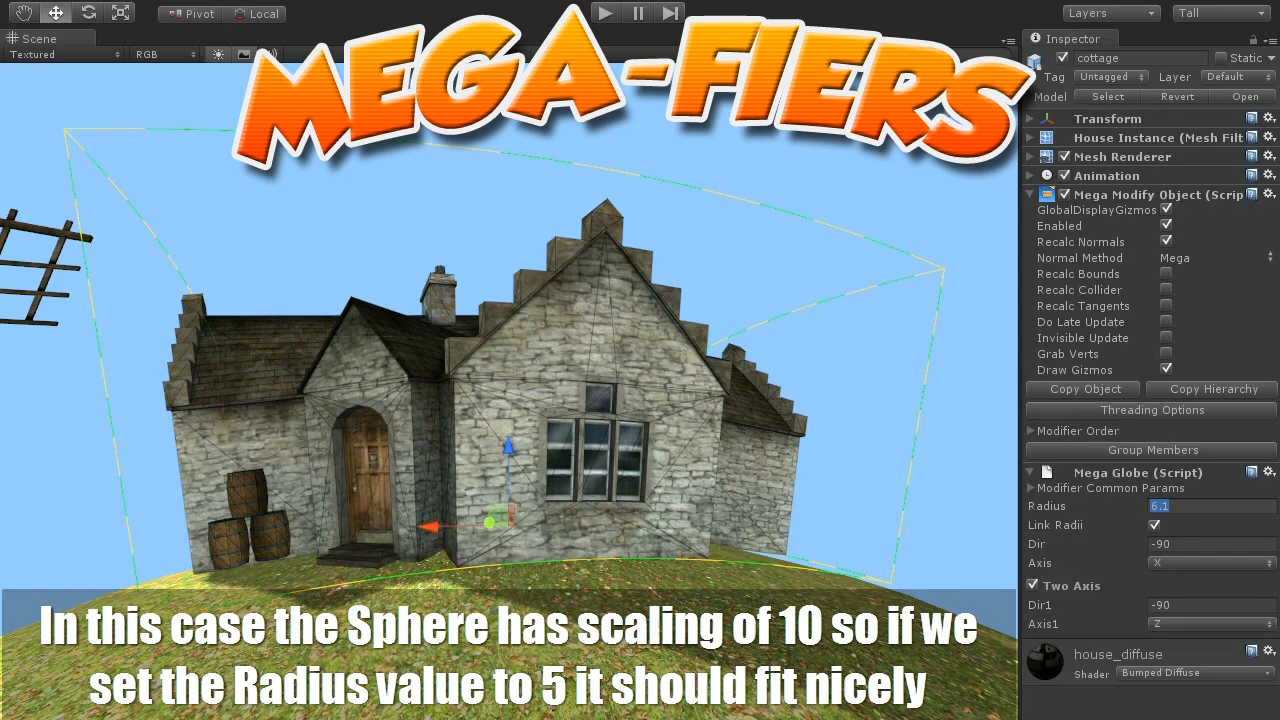 Pivot Local Layers Tall
Scene Inspector
Textured RGB
MEGA-FIERS
cottage Static
Tag Untagged Layer Default
Model Select Revert Open
Transform
House Instance (Mesh Filt
Mesh Renderer
Animation
Mega Modify Object (Scrip
GlobalDisplayGizmos
Enabled
Recalc Normals
Normal Method Mega
Recalc Bounds
Recalc Collider
Recalc Tangents
Do Late Update
Invisible Update
Grab Verts
Draw Gizmos
Copy Object Copy Hierarchy
Threading Options
Modifier Order
Group Members
Mega Globe (Script)
Modifier Common Params
Radius 6.1
Link Radii
Dir -90
Axis X
Two Axis
Dir1 -90
Axis1 Z
house_diffuse
Shader Bumped Diffuse
In this case the Sphere has scaling of 10 so if we
set the Radius value to 5 it should fit nicely